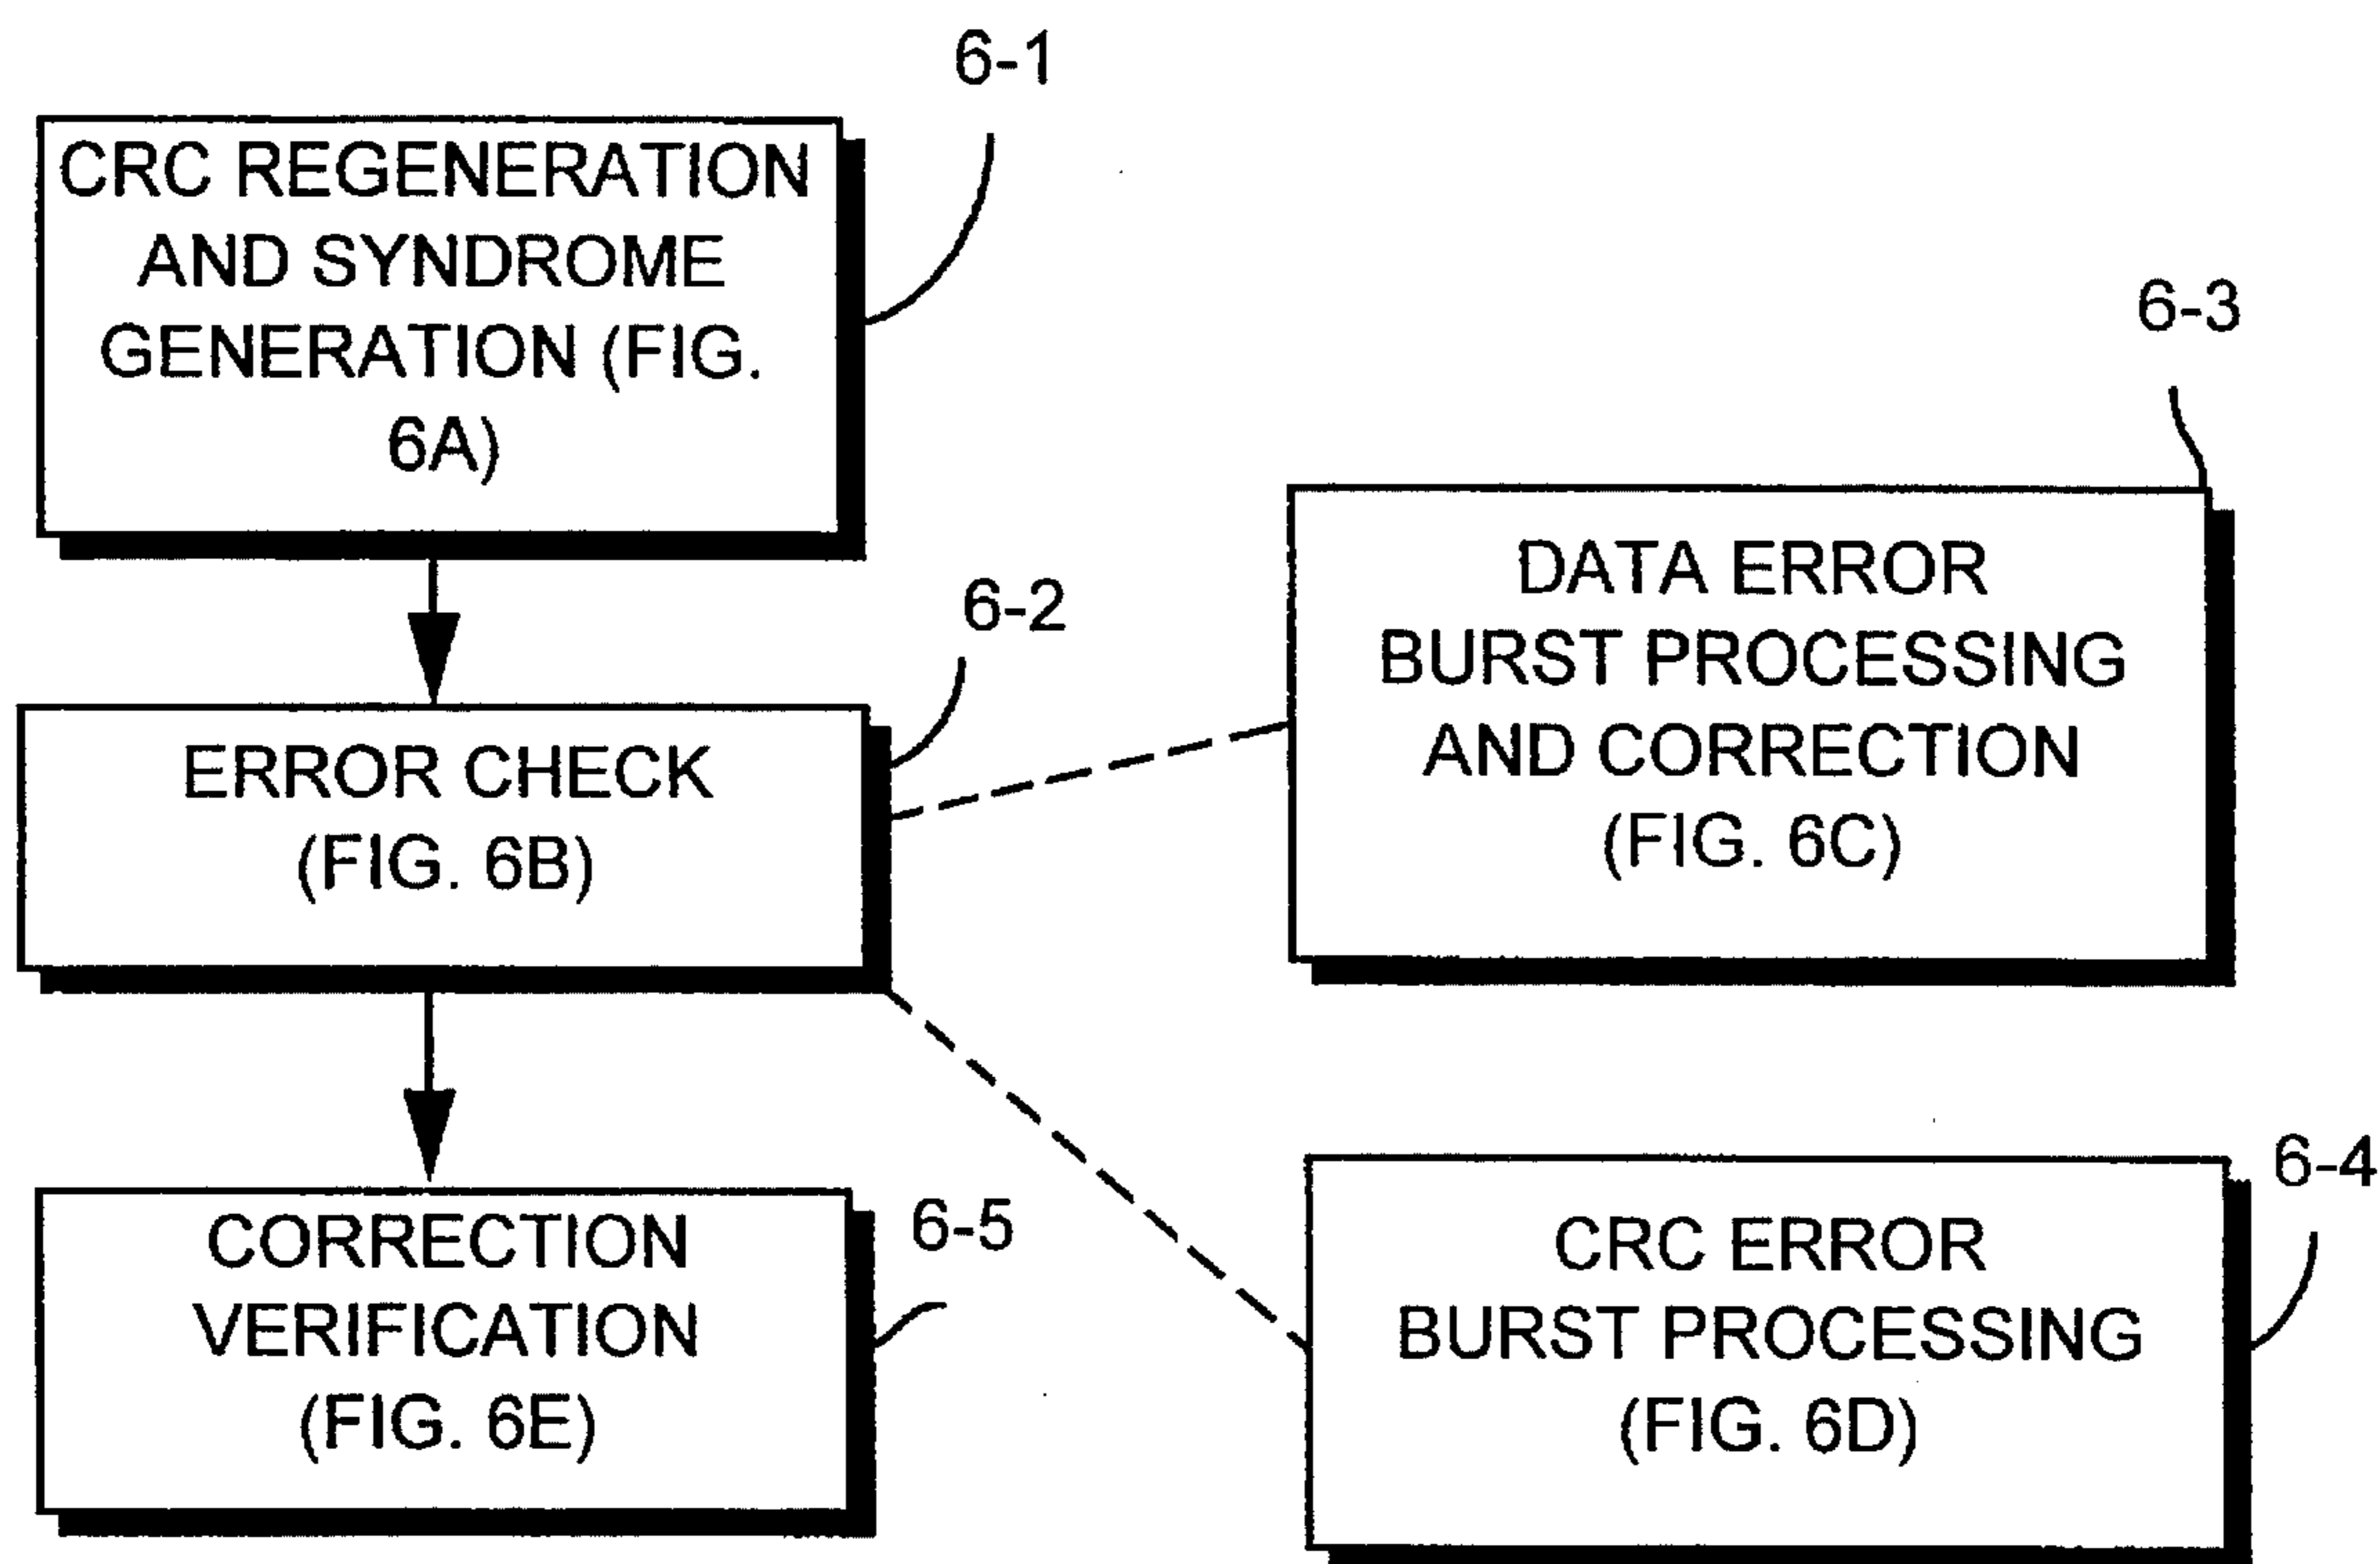 6-1
CRC REGENERATION
AND SYNDROME
GENERATION (FIG.
6A)
6-2
ERROR CHECK
(FIG. 6B)
6-3
DATA ERROR
BURST PROCESSING
AND CORRECTION
(FIG. 6C)
6-5
CORRECTION
VERIFICATION
(FIG. 6E)
6-4
CRC ERROR
BURST PROCESSING
(FIG. 6D)